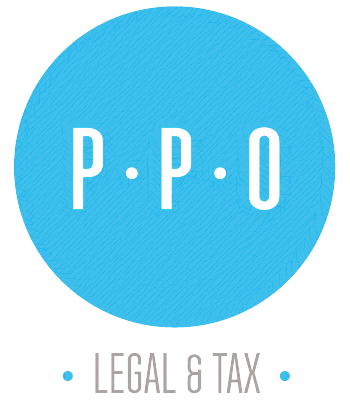 P·P·O
· LEGAL & TAX ·